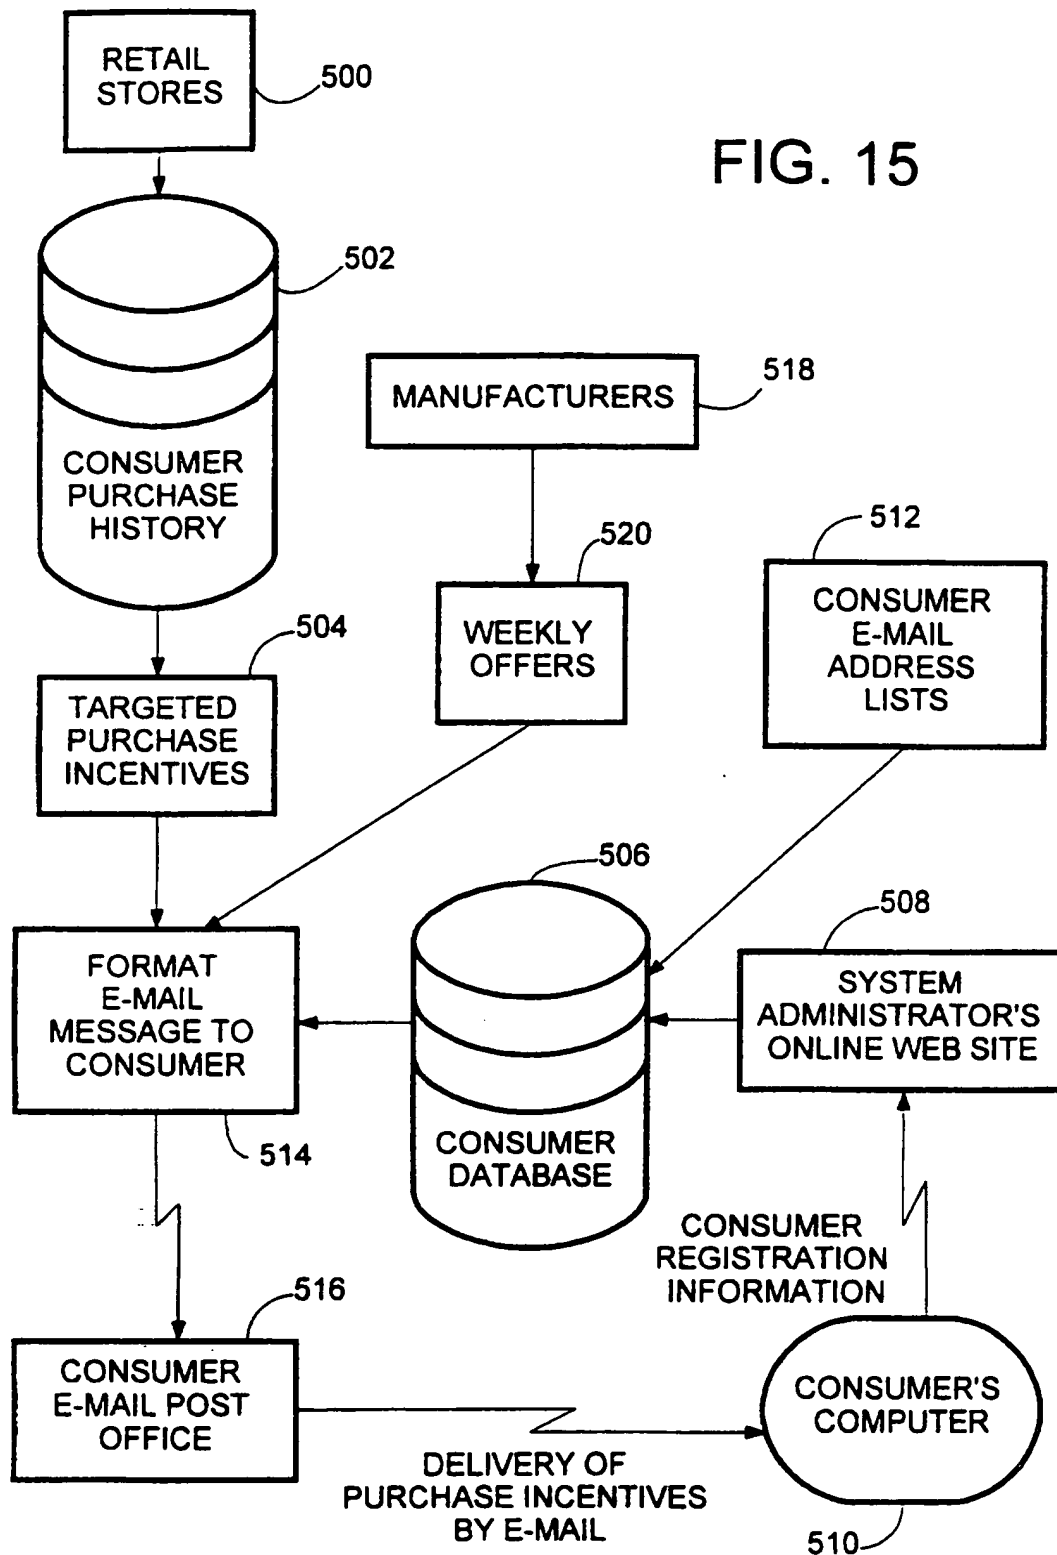 RETAIL
STORES
500
FIG. 15
502
CONSUMER
PURCHASE
HISTORY
MANUFACTURERS
518
504
TARGETED
PURCHASE
INCENTIVES
520
WEEKLY
OFFERS
512
CONSUMER
E-MAIL
ADDRESS
LISTS
506
CONSUMER
DATABASE
508
SYSTEM
ADMINISTRATOR'S
ONLINE WEB SITE
FORMAT
E-MAIL
MESSAGE TO
CONSUMER
514
CONSUMER
REGISTRATION
INFORMATION
516
CONSUMER
E-MAIL POST
OFFICE
DELIVERY OF
PURCHASE INCENTIVES
BY E-MAIL
CONSUMER'S
COMPUTER
510